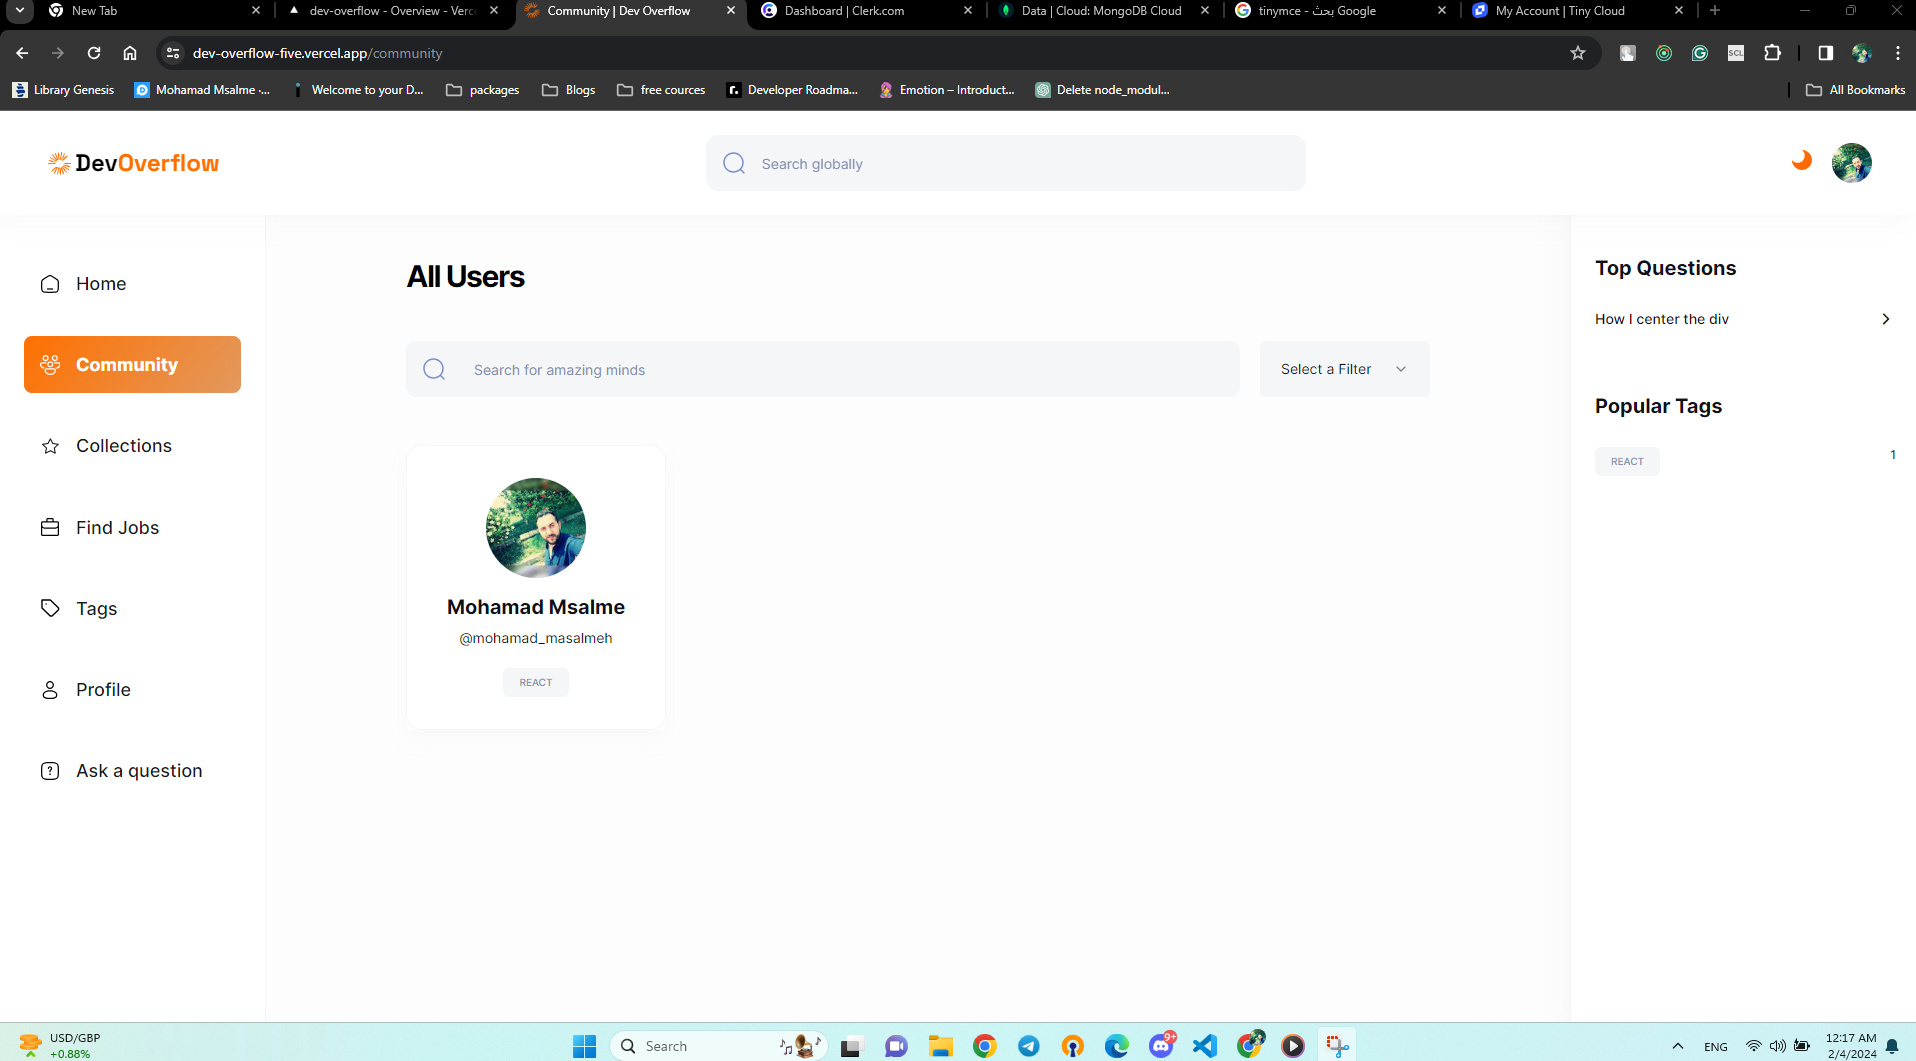 New Tab
dev-overflow - Overview - Verce
Community | Dev Overflow
Dashboard | Clerk.com
Data | Cloud: MongoDB Cloud
tinymce - بحث Google
My Account | Tiny Cloud
dev-overflow-five.vercel.app/community
SCL
Library Genesis
Mohamad Msalme -...
Welcome to your D...
packages
Blogs
free cources
r.
Developer Roadma...
Emotion – Introduct...
Delete node_modul...
All Bookmarks
DevOverflow
Search globally
Home
Community
Collections
Find Jobs
Tags
Profile
Ask a question
All Users
Search for amazing minds
Select a Filter
Mohamad Msalme
@mohamad_masalmeh
REACT
Top Questions
How I center the div
Popular Tags
REACT
1
USD/GBP
+0.88%
Search
9+
ENG
12:17 AM
2/4/2024